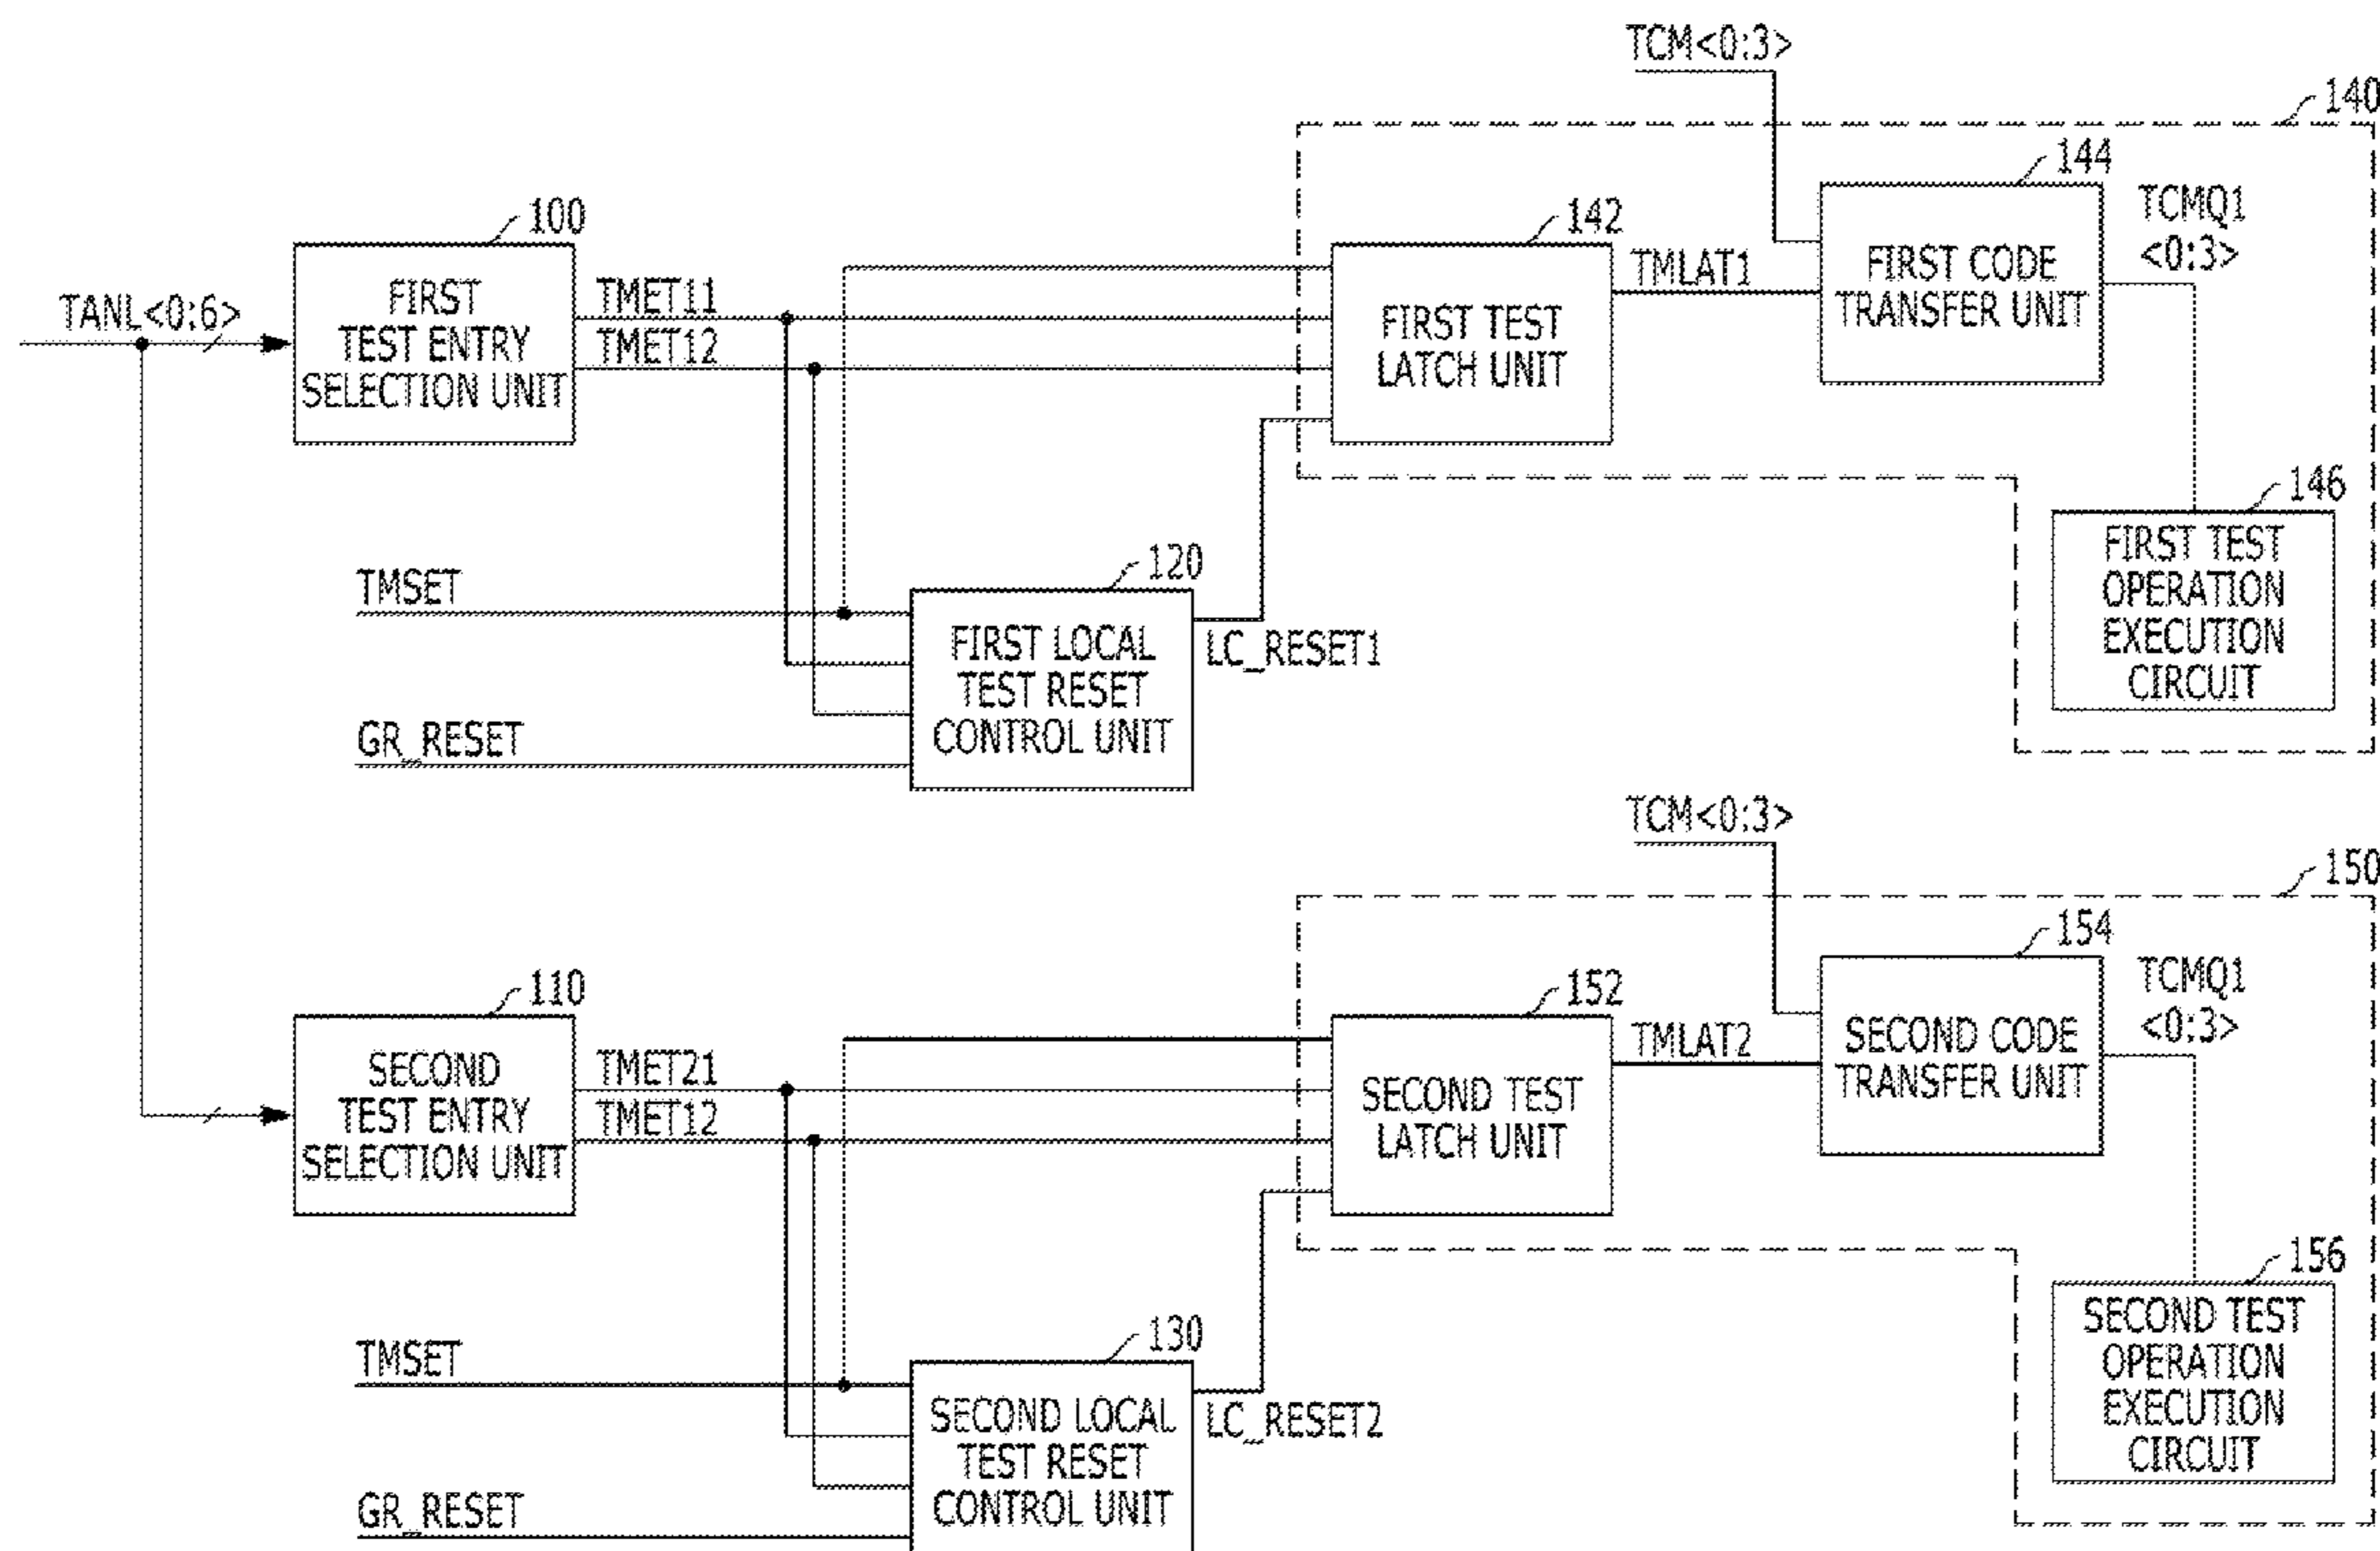 TCM<0:3>
140
144
TCMQ1
<0:3>
100
142
FIRST
TEST ENTRY
SELECTION UNIT
TANL<0:6>
TMET11
TMET12
FIRST TEST
LATCH UNIT
TMLAT1
FIRST CODE
TRANSFER UNIT
146
FIRST TEST
OPERATION
EXECUTION
CIRCUIT
120
TMSET
FIRST LOCAL
TEST RESET
CONTROL UNIT
LC_RESET1
GR_RESET
TCM<0:3>
150
154
TCMQ1
<0:3>
110
152
SECOND
TEST ENTRY
SELECTION UNIT
TMET21
TMET12
SECOND TEST
LATCH UNIT
TMLAT2
SECOND CODE
TRANSFER UNIT
156
SECOND TEST
OPERATION
EXECUTION
CIRCUIT
130
TMSET
SECOND LOCAL
TEST RESET
CONTROL UNIT
LC_RESET2
GR_RESET